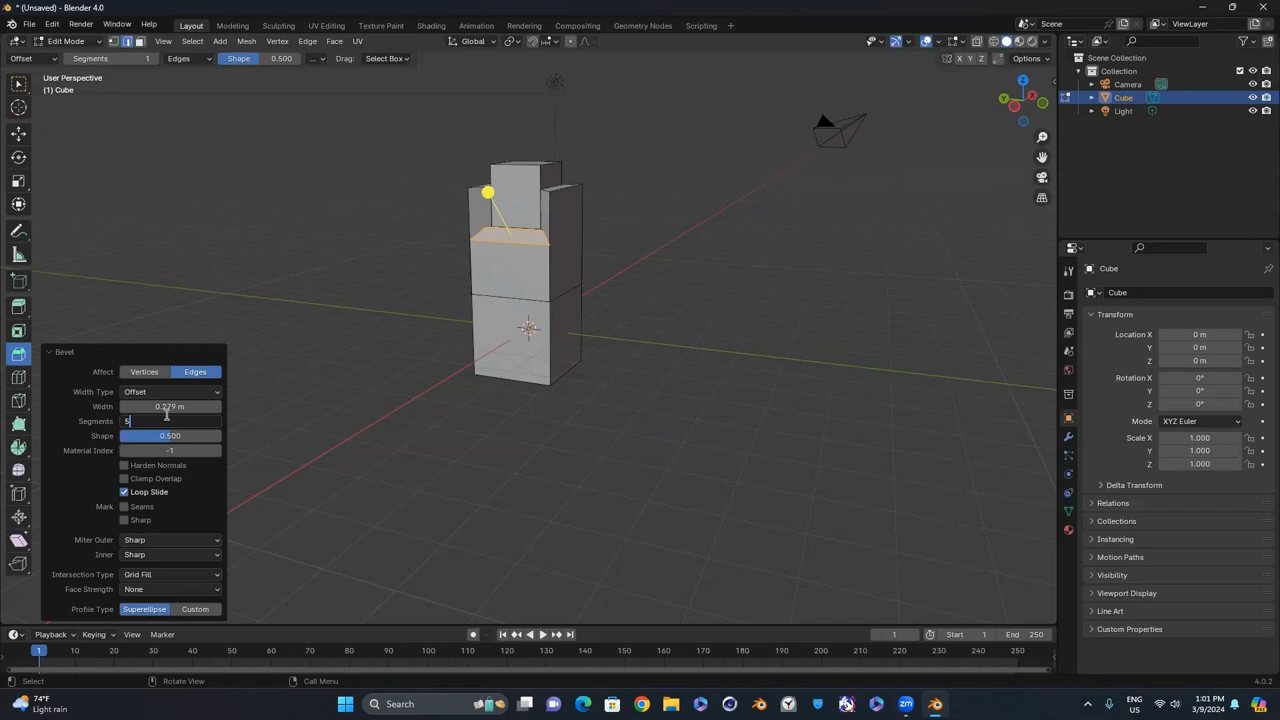 * (Unsaved) - Blender 4.0
File Edit Render Window Help Layout Modeling Sculpting UV Editing Texture Paint Shading Animation Rendering Compositing Geometry Nodes Scripting + Scene ViewLayer
Edit Mode View Select Add Mesh Vertex Edge Face UV Global
Offset Segments 1 Edges Shape 0.500 ... Drag: Select Box X Y Z Options
User Perspective
(1) Cube
Scene Collection
Collection
Camera
Cube
Light
Z
Y
X
Cube
Cube
Transform
Location X 0 m
Y 0 m
Z 0 m
Rotation X 0°
Y 0°
Z 0°
Mode XYZ Euler
Scale X 1.000
Y 1.000
Z 1.000
Delta Transform
Relations
Collections
Instancing
Motion Paths
Visibility
Viewport Display
Line Art
Custom Properties
Bevel
Affect Vertices Edges
Width Type Offset
Width 0.279 m
Segments 5
Shape 0.500
Material Index -1
Harden Normals
Clamp Overlap
Loop Slide
Mark Seams
Sharp
Miter Outer Sharp
Inner Sharp
Intersection Type Grid Fill
Face Strength None
Profile Type Superellipse Custom
Playback Keying View Marker 1 Start 1 End 250
1 10 20 30 40 50 60 70 80 90 100 110 120 130 140 150 160 170 180 190 200 210 220 230 240 250
Select Rotate View Call Menu 4.0.2
74°F
Light rain
Search
ENG
US
1:01 PM
3/9/2024